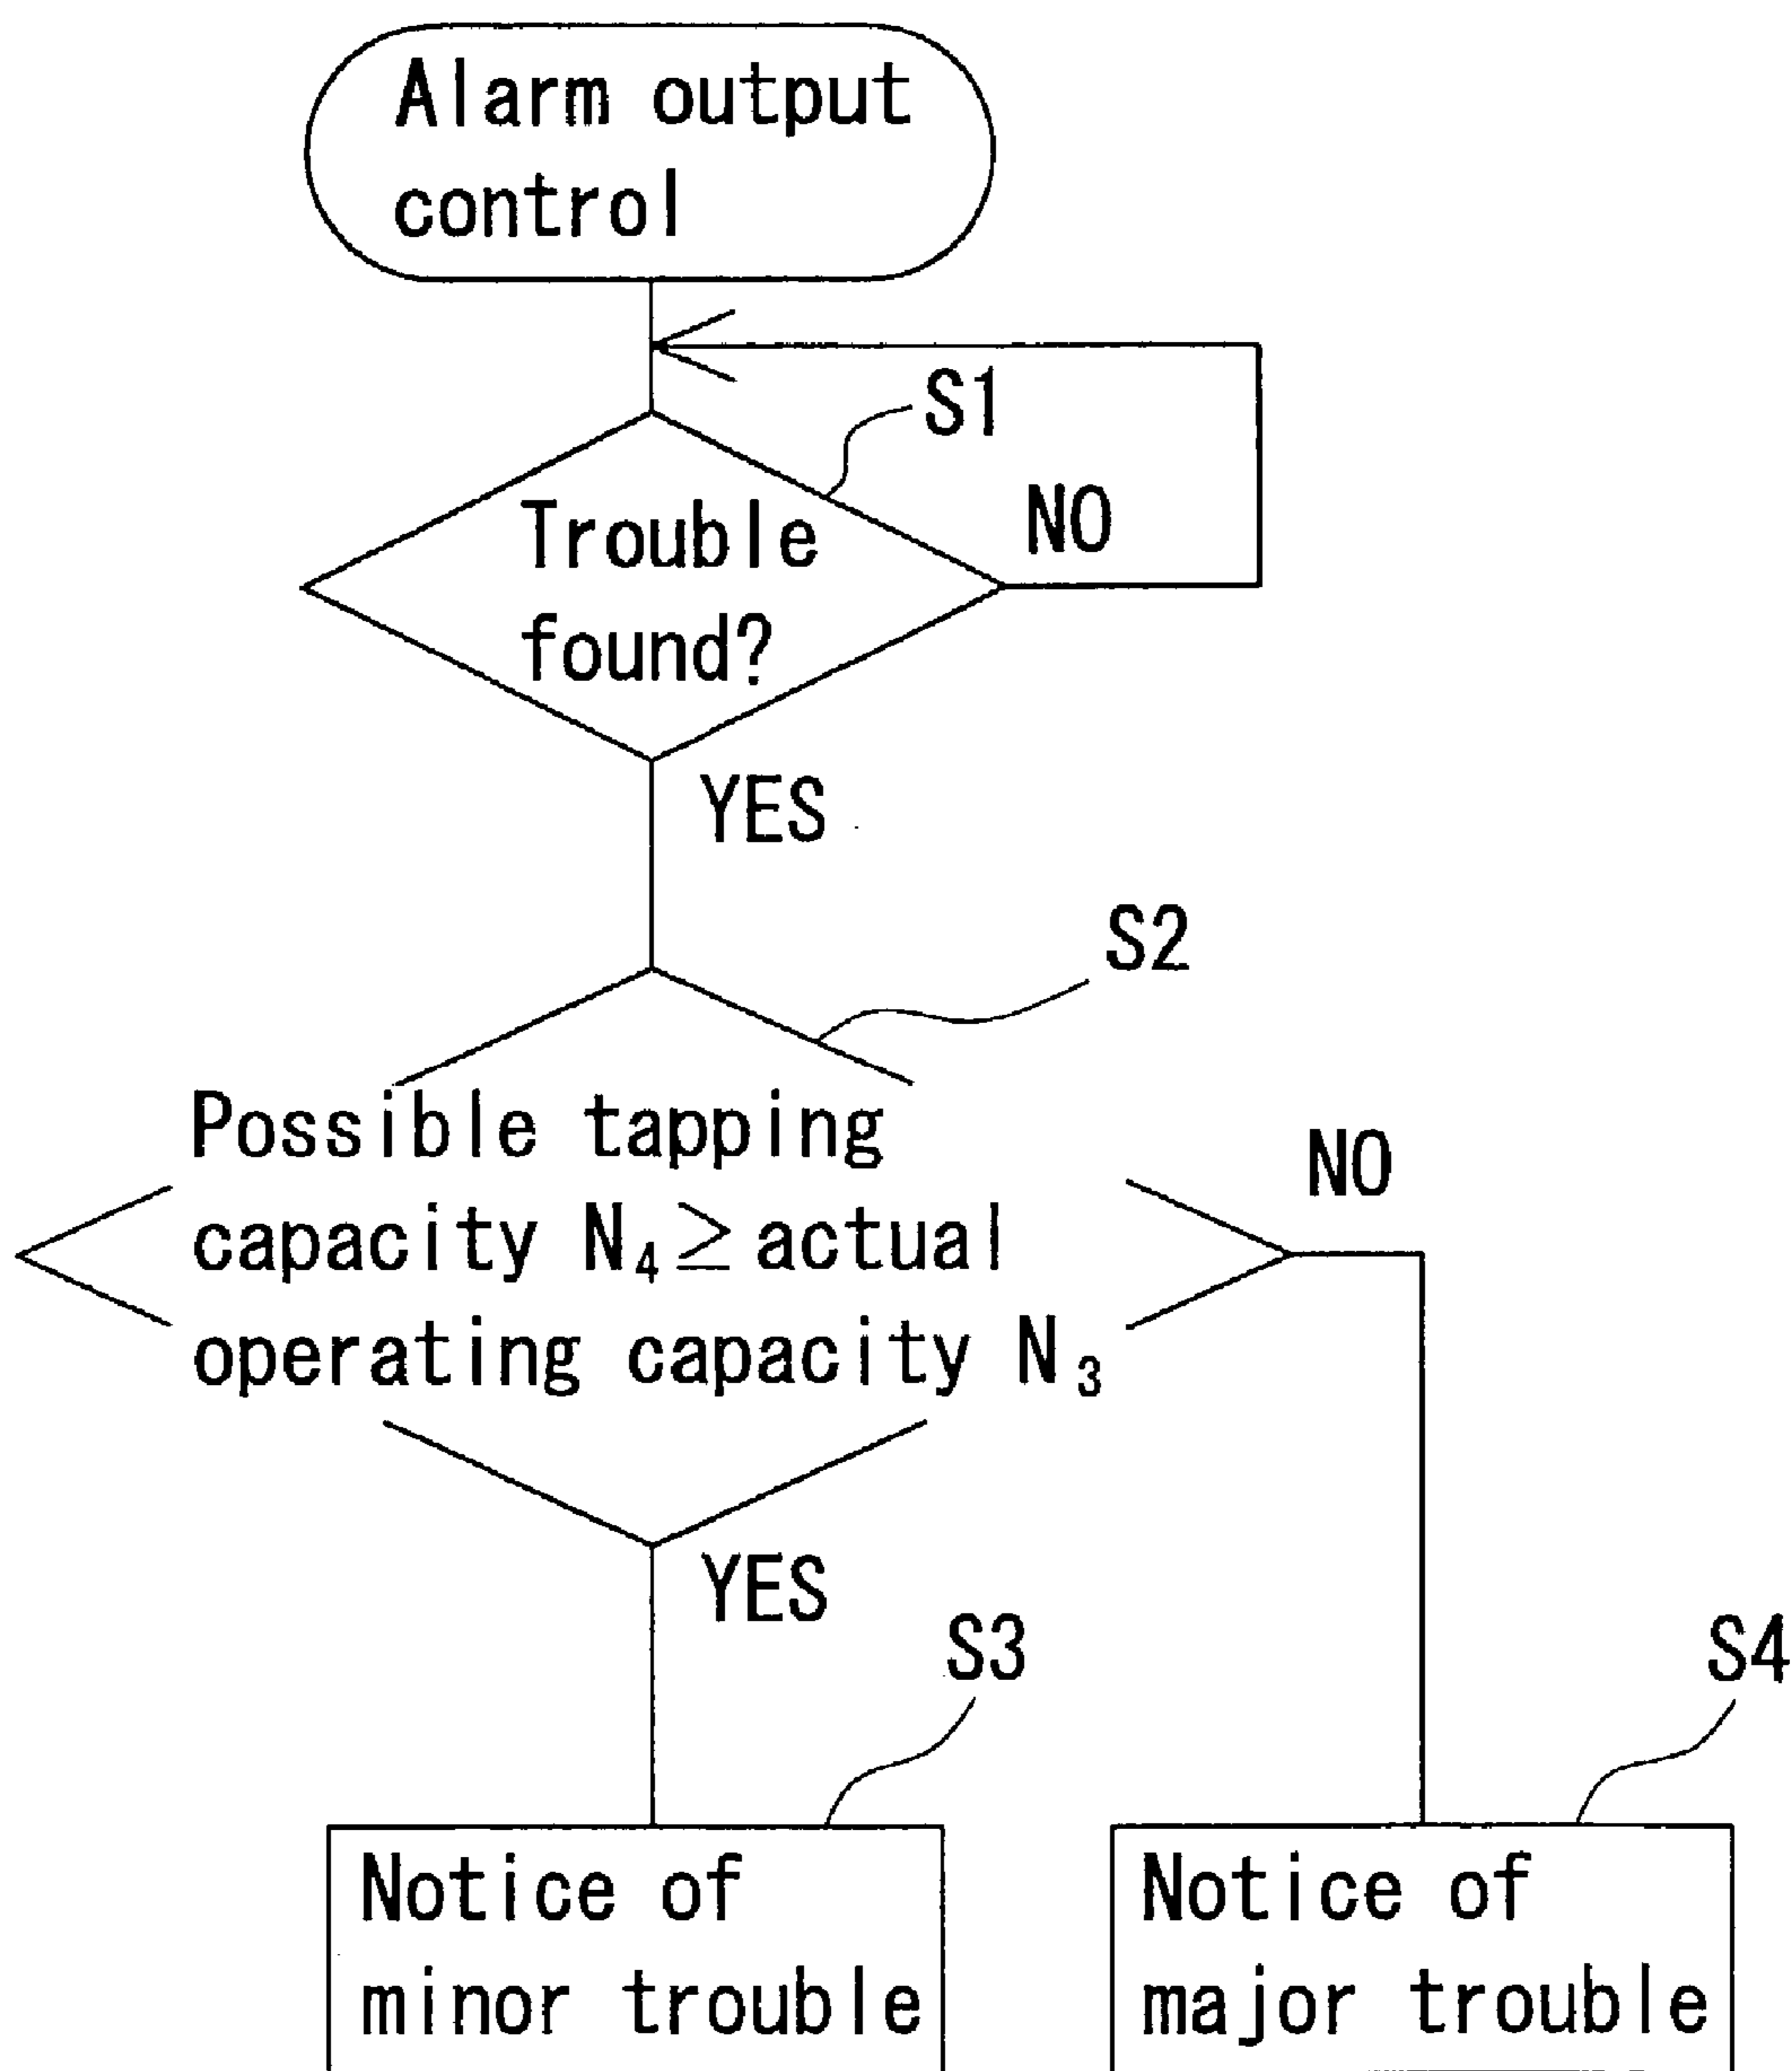 Alarm output
control
S1
Trouble
found?
NO
YES
S2
Possible tapping
capacity N₄≥actual
operating capacity N₃
NO
YES
S3
S4
Notice of
minor trouble
Notice of
major trouble